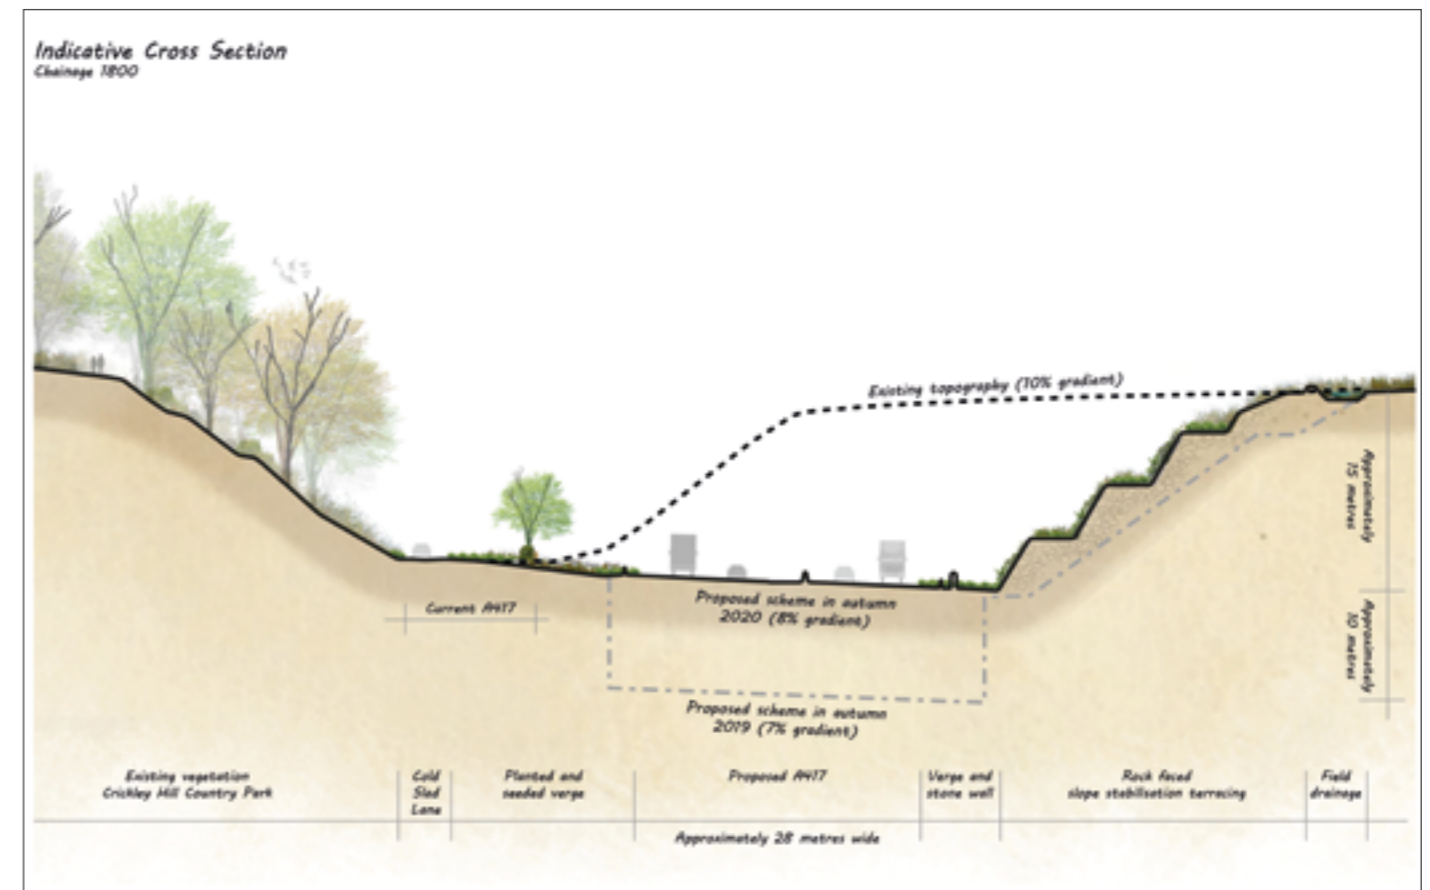 Indicative Cross Section
Chainage 1800
Existing topography (10% gradient)
Approximately
15 metres
Current A417
Proposed scheme in autumn
2020 (8% gradient)
Approximately
10 metres
Proposed scheme in autumn
2019 (7% gradient)
Existing vegetation
Crickley Hill Country Park
Cold
Slad
Lane
Planted and
seeded verge
Proposed A417
Verge and
stone wall
Rock faced
slope stabilisation terracing
Field
drainage
Approximately 28 metres wide